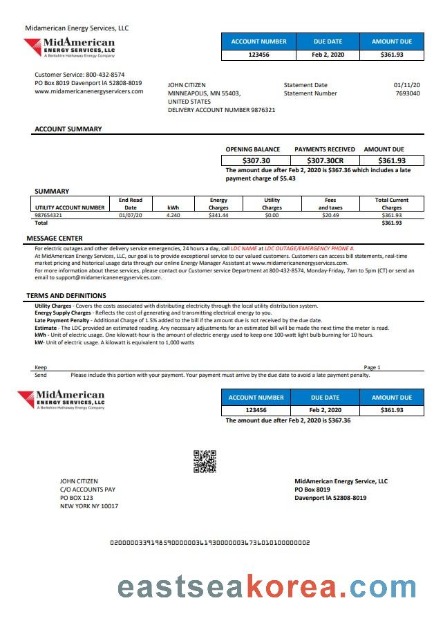 Midamerican Energy Services, LLC
MidAmerican
ENERGY SERVICES, LLC
A Berkshire Hathaway Energy Company
ACCOUNT NUMBER DUE DATE AMOUNT DUE
123456 Feb 2, 2020 $361.93
Customer Service: 800-432-8574
PO Box 8019 Davenport IA 52808-8019
www.midamericanenergyservicers.com
JOHN CITIZEN
MINNEAPOLIS, MN 55403,
UNITED STATES
DELIVERY ACCOUNT NUMBER 9876321
Statement Date 01/11/20
Statement Number 7693040
ACCOUNT SUMMARY
OPENING BALANCE PAYMENTS RECEIVED AMOUNT DUE
$307.30 $307.30CR $361.93
The amount due after Feb 2, 2020 is $367.36 which includes a late
payment charge of $5.43
SUMMARY
UTILITY ACCOUNT NUMBER End Read Date kWh Energy Charges Utility Charges Fees and taxes Total Current Charges
987654321 01/07/20 4.240 $341.44 $0.00 $20.49 $361.93
Total $361.93
MESSAGE CENTER
For electric outages and other delivery service emergencies, 24 hours a day, call LDC NAME at LDC OUTAGE/EMERGENCY PHONE #.
At MidAmerican Energy Services, LLC, our goal is to provide exceptional service to our valued customers. Customers can access bill statements, real-time
market pricing and historical usage data through our online Energy Manager Assistant at www.midamericanenergyservices.com.
For more information about these services, please contact our Customer service Department at 800-432-8574, Monday-Friday, 7am to 5pm (CT) or send an
email to support@midamericanenergyservices.com.
TERMS AND DEFINITIONS
Utility Charges - Covers the costs associated with distributing electricity through the local utility distribution system.
Energy Supply Charges - Reflects the cost of generating and transmitting electrical energy to you.
Late Payment Penalty - Additional Charge of 1.5% added to the bill if the amount due is not received by the due date.
Estimate - The LDC provided an estimated reading. Any necessary adjustments for an estimated bill will be made the next time the meter is read.
kWh - Unit of electric usage. One kilowatt-hour is the amount of electric energy used to keep one 100-watt light bulb burning for 10 hours.
kW- Unit of electric usage. A kilowatt is equivalent to 1,000 watts
Keep Page 1
Send Please include this portion with your payment. Your payment must arrive by the due date to avoid a late payment penalty.
MidAmerican
ENERGY SERVICES, LLC
A Berkshire Hathaway Energy Company
ACCOUNT NUMBER DUE DATE AMOUNT DUE
123456 Feb 2, 2020 $361.93
The amount due after Feb 2, 2020 is $367.36
JOHN CITIZEN
C/O ACCOUNTS PAY
PO BOX 123
NEW YORK NY 10017
MidAmerican Energy Service, LLC
PO Box 8019
Davenport IA 52808-8019
eastseakorea.com